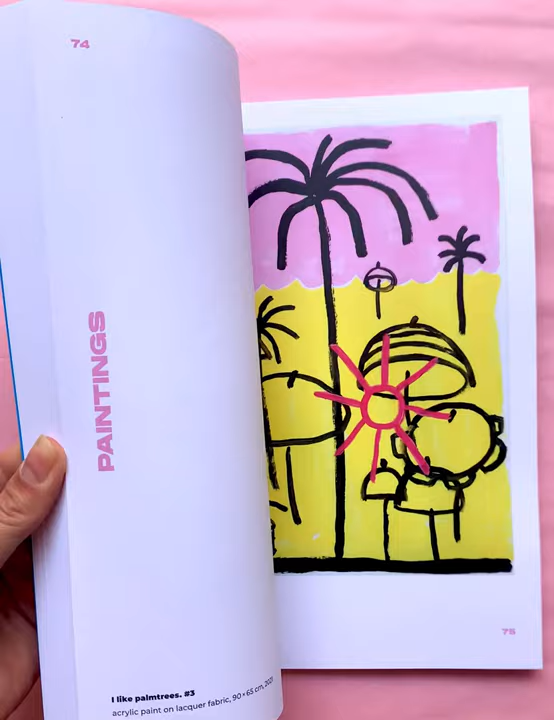 74
PAINTINGS
I like palmtrees. #3
acrylic paint on lacquer fabric, 90 × 65 cm, 2021
75